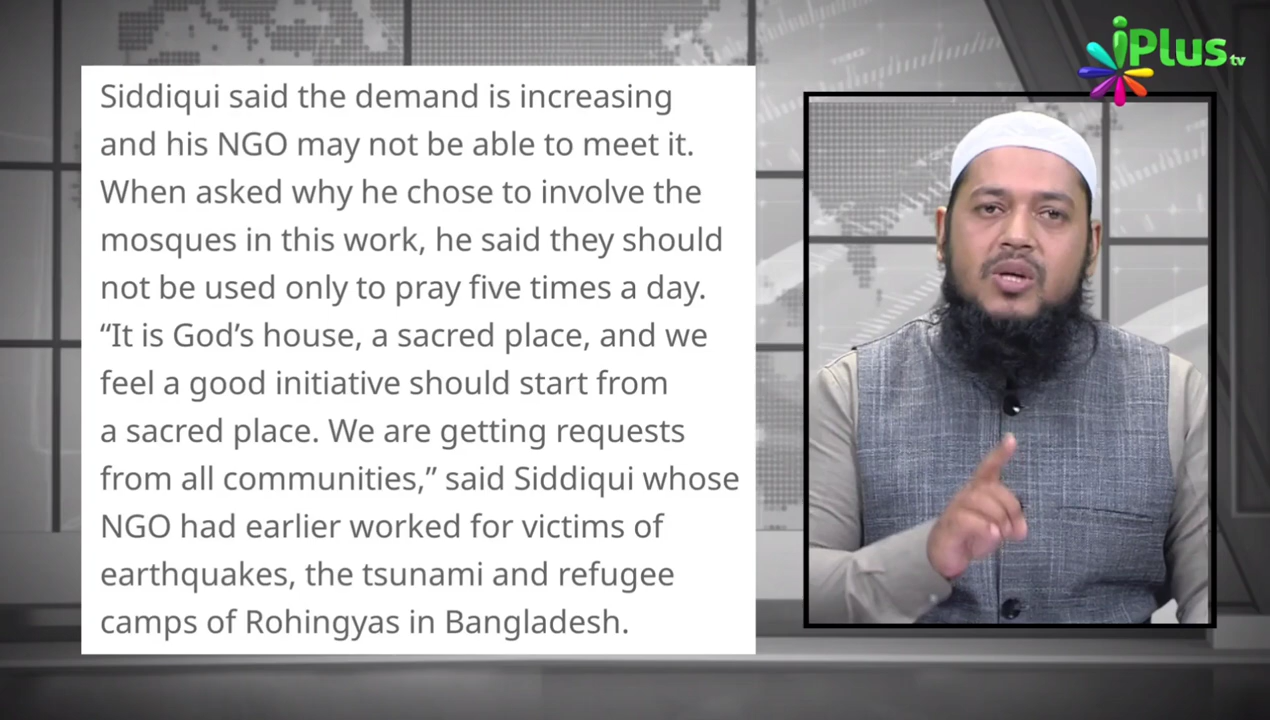 iPlus tv
Siddiqui said the demand is increasing
and his NGO may not be able to meet it.
When asked why he chose to involve the
mosques in this work, he said they should
not be used only to pray five times a day.
“It is God’s house, a sacred place, and we
feel a good initiative should start from
a sacred place. We are getting requests
from all communities,” said Siddiqui whose
NGO had earlier worked for victims of
earthquakes, the tsunami and refugee
camps of Rohingyas in Bangladesh.